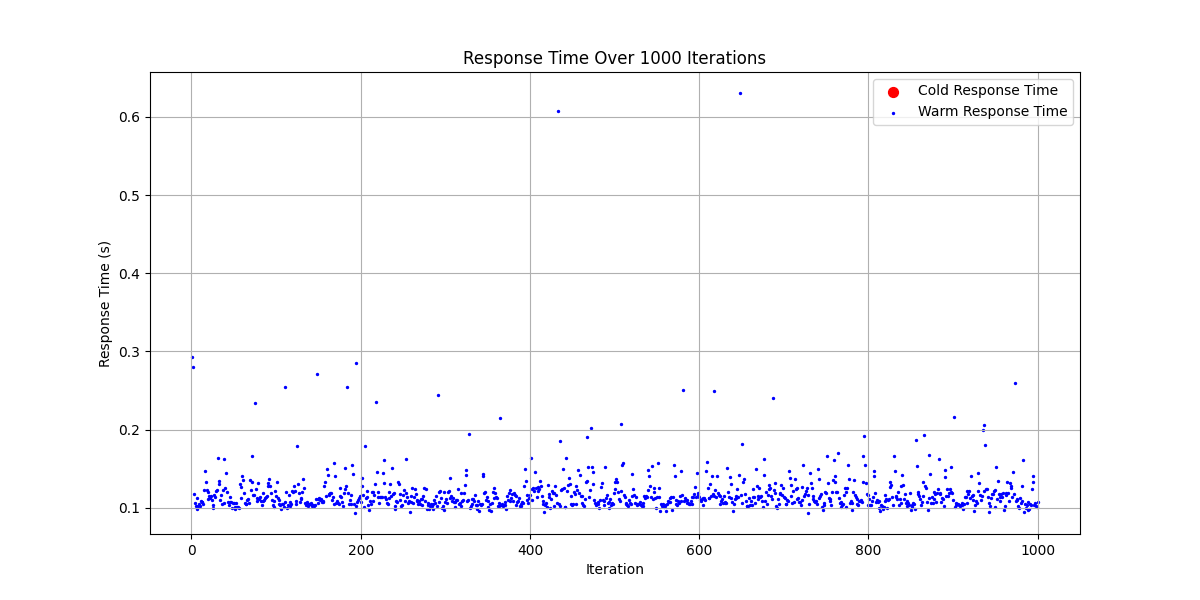 Response Time Over 1000 Iterations
Cold Response Time
Warm Response Time
Response Time (s)
0.6
0.5
0.4
0.3
0.2
0.1
0 200 400 600 800 1000
Iteration